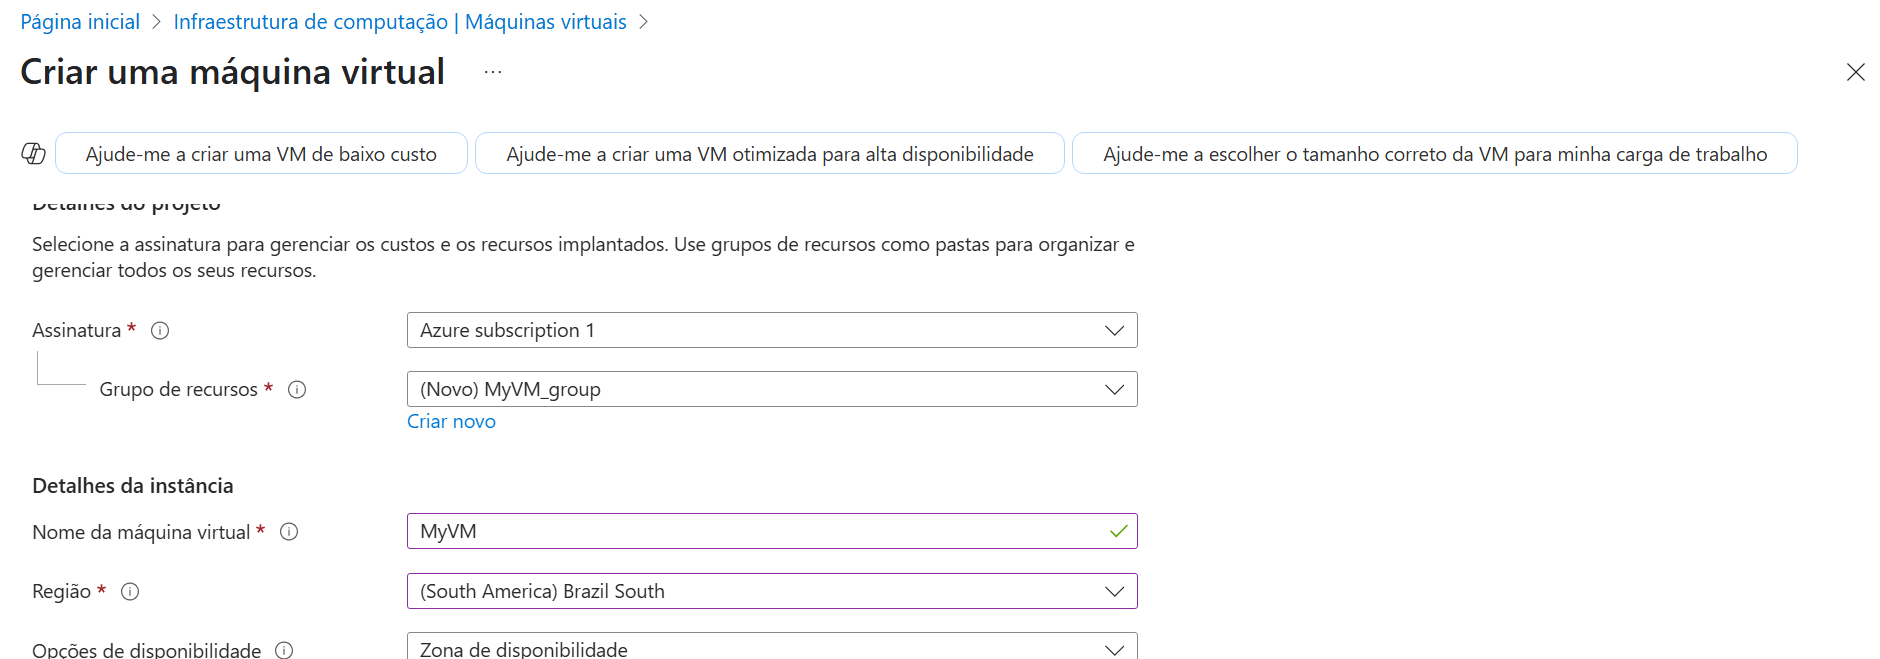 Página inicial > Infraestrutura de computação | Máquinas virtuais >
Criar uma máquina virtual ...
Ajude-me a criar uma VM de baixo custo
Ajude-me a criar uma VM otimizada para alta disponibilidade
Ajude-me a escolher o tamanho correto da VM para minha carga de trabalho
Detalhes do projeto
Selecione a assinatura para gerenciar os custos e os recursos implantados. Use grupos de recursos como pastas para organizar e
gerenciar todos os seus recursos.
Assinatura *
Azure subscription 1
Grupo de recursos *
(Novo) MyVM_group
Criar novo
Detalhes da instância
Nome da máquina virtual *
MyVM
Região *
(South America) Brazil South
Opções de disponibilidade
Zona de disponibilidade